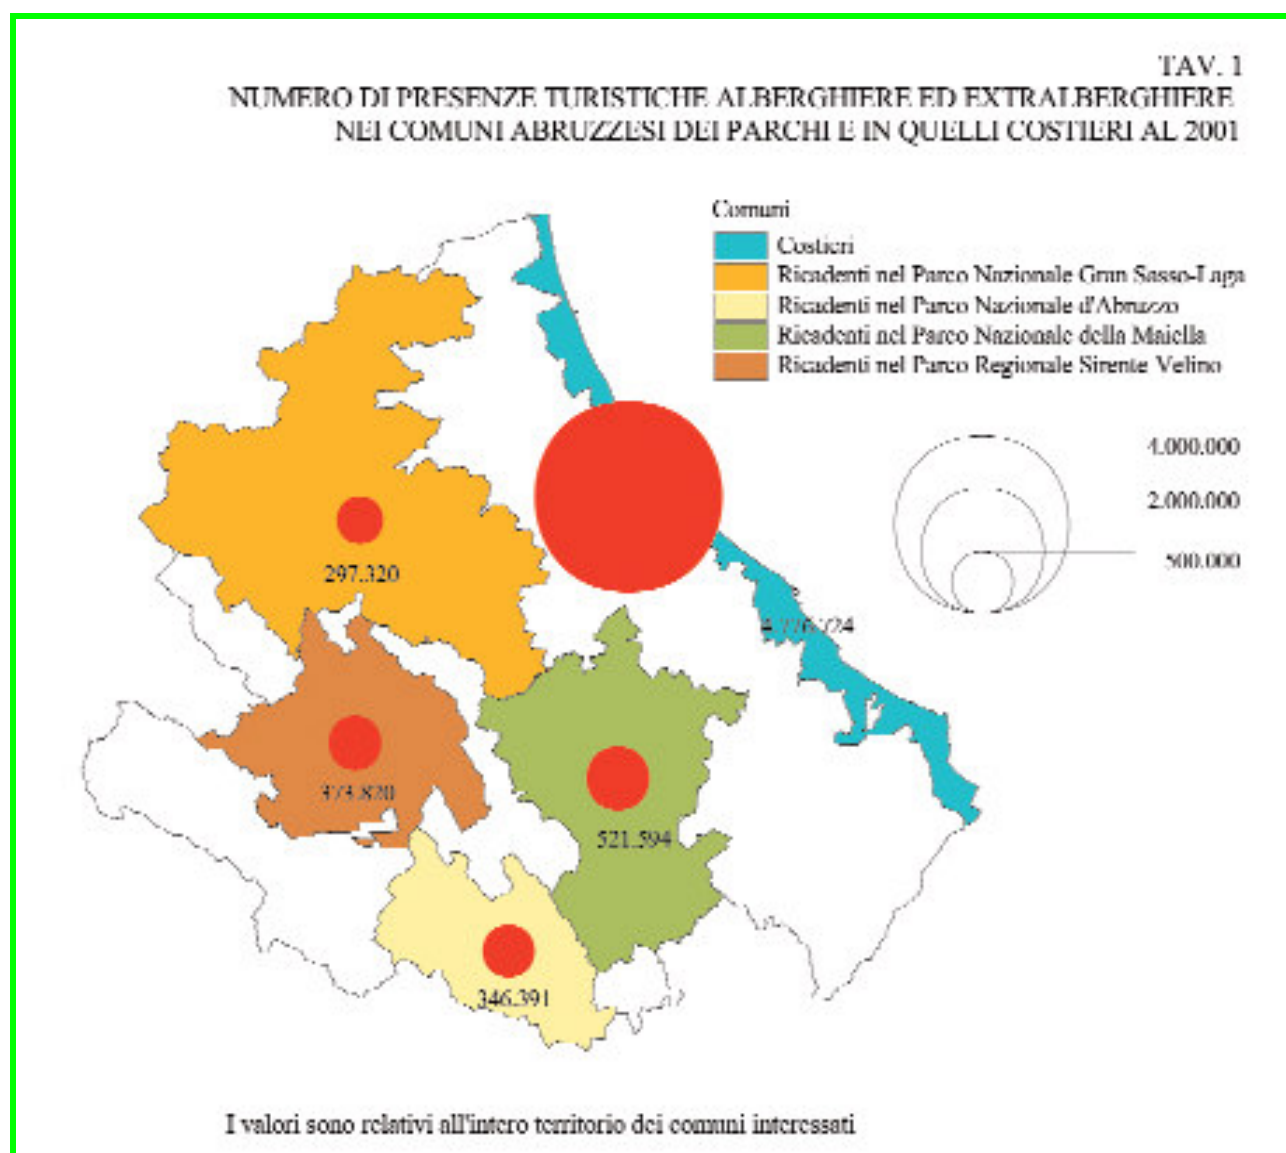 TAV. 1
NUMERO DI PRESENZE TURISTICHE ALBERGHIERE ED EXTRALBERGHIERE
NEI COMUNI ABRUZZESI DEI PARCHI E IN QUELLI COSTIERI AL 2001
Comuni
Costieri
Ricadenti nel Parco Nazionale Gran Sasso-Laga
Ricadenti nel Parco Nazionale d'Abruzzo
Ricadenti nel Parco Nazionale della Maiella
Ricadenti nel Parco Regionale Sirente Velino
4.000.000
2.000.000
500.000
297.320
373.820
521.594
346.391
I valori sono relativi all'intero territorio dei comuni interessati